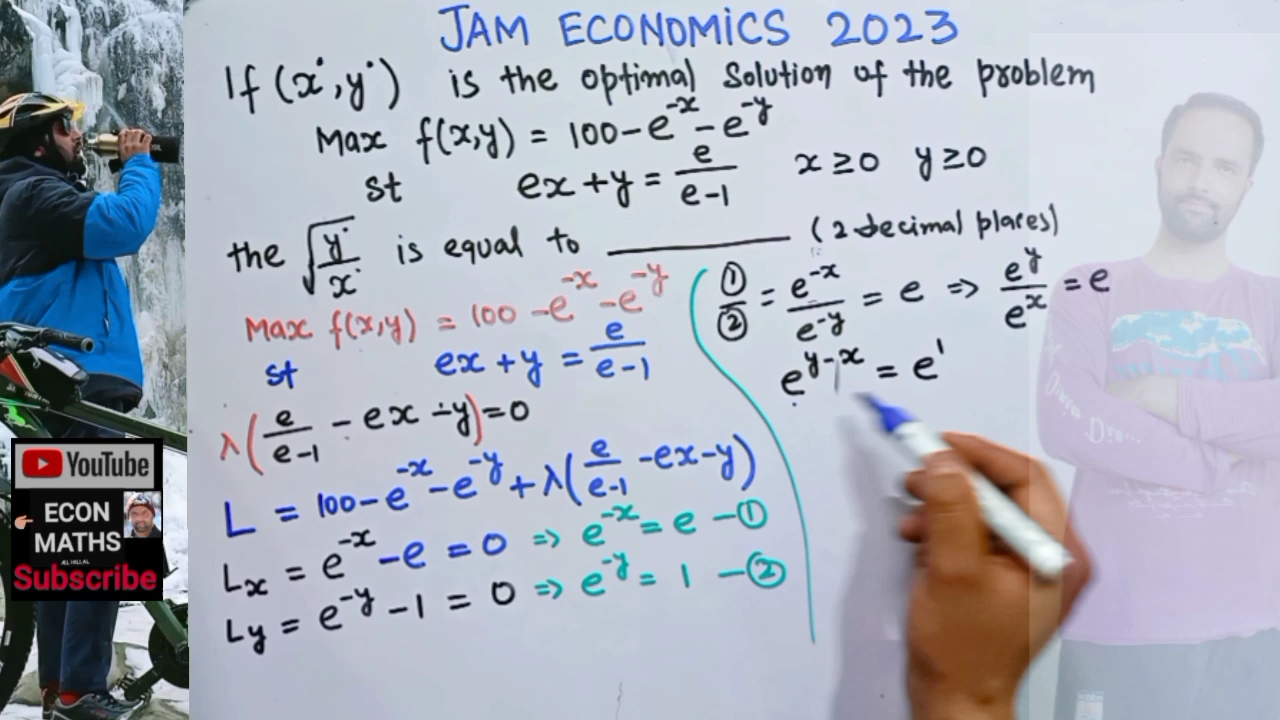 JAM ECONOMICS 2023
If (x*, y*) is the optimal solution of the problem
Max f(x,y) = 100 - e^{-x} - e^{-y}
st ex + y = e/(e-1) x ≥ 0 y ≥ 0
the √(y*/x*) is equal to ________ (2 decimal places)
Max f(x,y) = 100 - e^{-x} - e^{-y}
st ex + y = e/(e-1)
λ(e/(e-1) - ex - y) = 0
L = 100 - e^{-x} - e^{-y} + λ(e/(e-1) - ex - y)
Lx = e^{-x} - e = 0 => e^{-x} = e - ①
Ly = e^{-y} - 1 = 0 => e^{-y} = 1 - ②
①/② = e^{-x}/e^{-y} = e => e^y/e^x = e
e^{y-x} = e^1
YouTube
ECON
MATHS
Subscribe